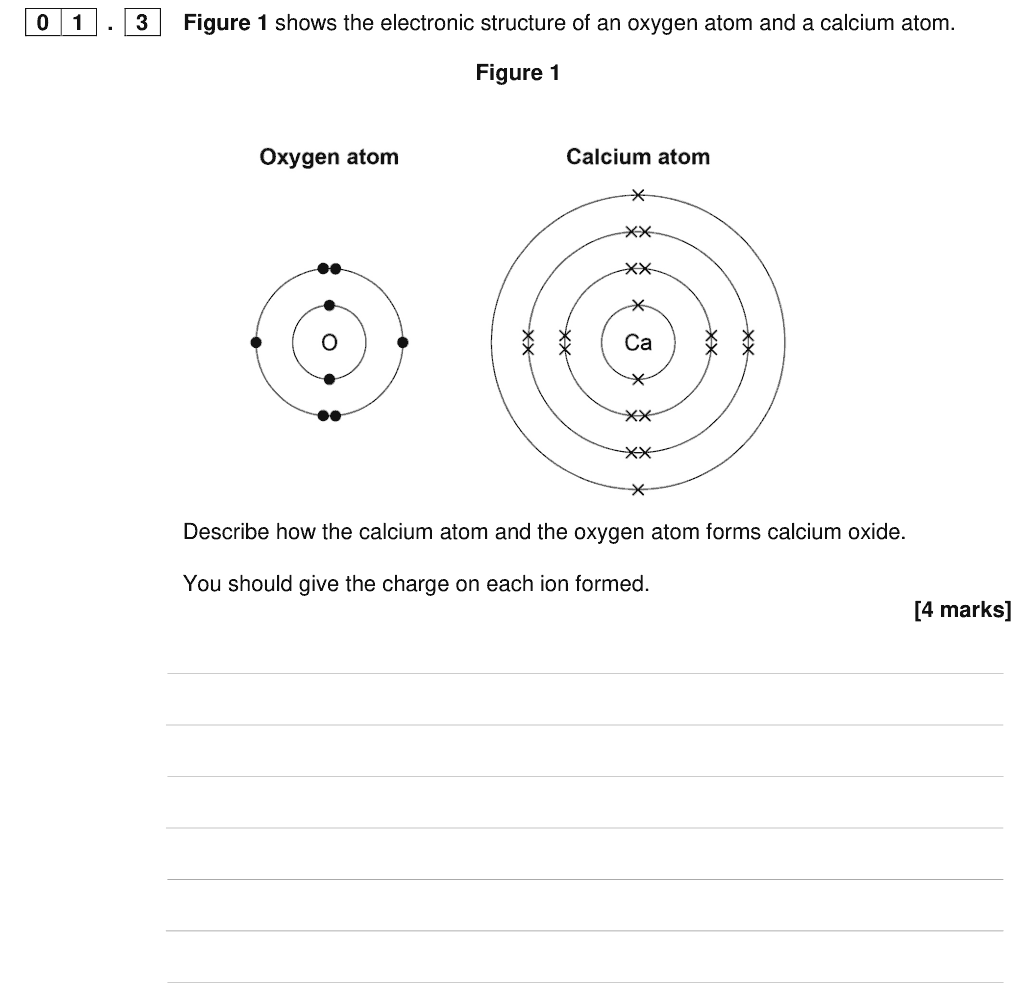 0 1 . 3 Figure 1 shows the electronic structure of an oxygen atom and a calcium atom.
Figure 1
Oxygen atom Calcium atom
O Ca
Describe how the calcium atom and the oxygen atom forms calcium oxide.
You should give the charge on each ion formed.
[4 marks]